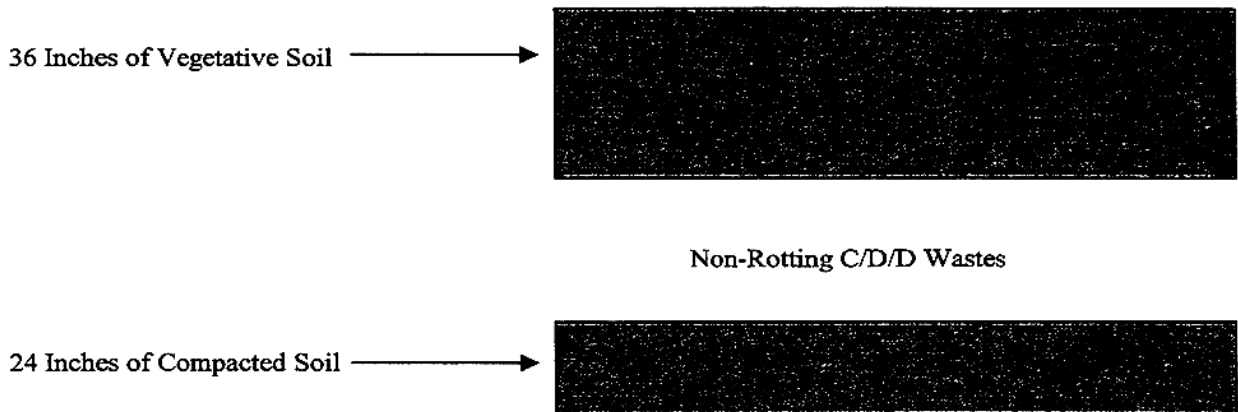 36 Inches of Vegetative Soil
Non-Rotting C/D/D Wastes
24 Inches of Compacted Soil